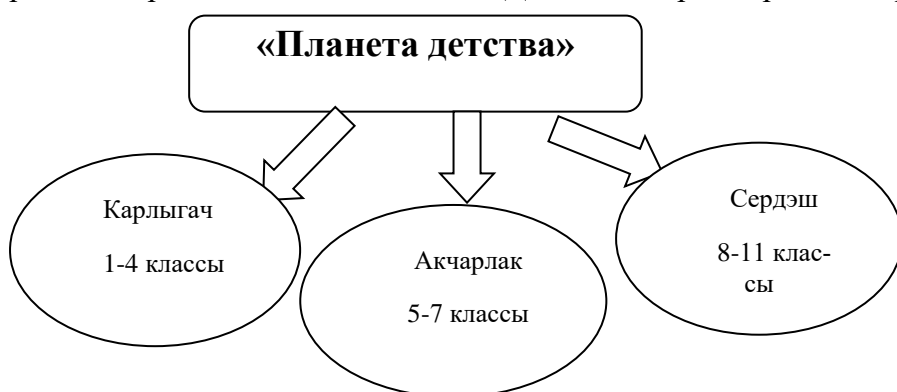 «Планета детства»
Карлыгач
1-4 классы
Акчарлак
5-7 классы
Сердэш
8-11 клас-
сы